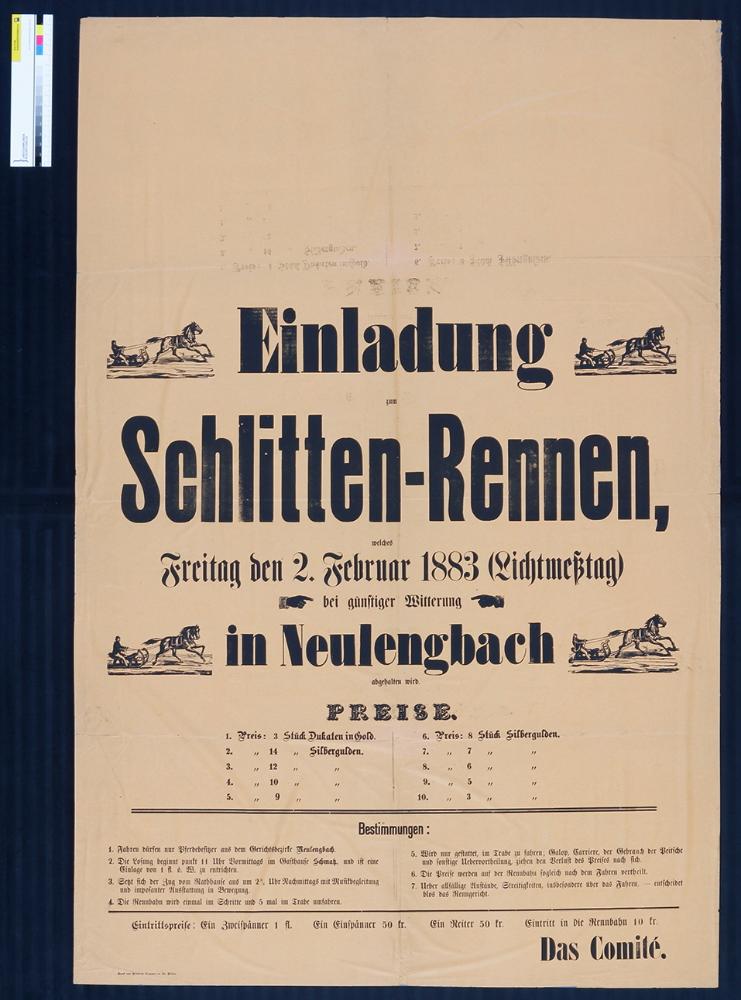 Einladung
zum
Schlitten-Rennen,
welches
Freitag den 2. Februar 1883 (Lichtmeßtag)
bei günstiger Witterung
in Neulengbach
abgehalten wird.
PREISE.
1. Preis: 3 Stück Dukaten in Gold.
2. „ 14 „ Silbergulden.
3. „ 12 „ „
4. „ 10 „ „
5. „ 9 „ „
6. Preis: 8 Stück Silbergulden.
7. „ 7 „ „
8. „ 6 „ „
9. „ 5 „ „
10. „ 3 „ „
Bestimmungen:
1. Fahren dürfen nur Pferdebesitzer aus dem Gerichtsbezirke Neulengbach.
2. Die Losung beginnt punkt 11 Uhr Vormittags im Gasthause Schmatz, und ist eine
Einlage von 1 fl. ö. W. zu entrichten.
3. Setzt sich der Zug vom Rathhause aus um Uhr Nachmittags mit Musikbegleitung
und imposanter Ausstattung in Bewegung.
4. Die Rennbahn wird einmal im Schritte und 5 mal im Trabe umfahren.
5. Wird nur gestattet, im Trabe zu fahren; Galop, Carriere, der Gebrauch der Peitsche
und sonstige Uebervortheilung, ziehen den Verlust des Preises nach sich.
6. Die Preise werden auf der Rennbahn sogleich nach dem Fahren vertheilt.
7. Ueber allfällige Anstände, Streitigkeiten, insbesondere über das Fahren, — entscheidet
blos das Renngericht.
Eintrittspreise: Ein Zweispänner 1 fl. Ein Einspänner 50 kr. Ein Reiter 50 kr. Eintritt in die Rennbahn 10 kr.
Das Comité.